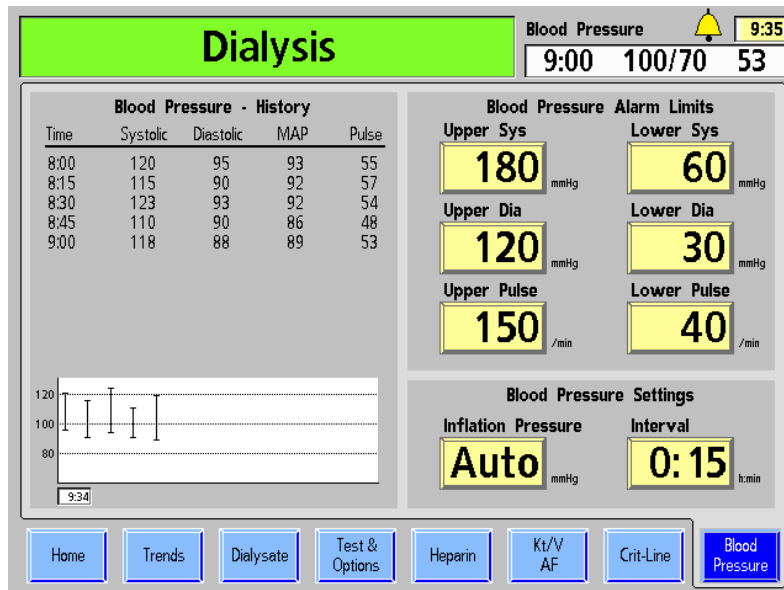 Dialysis
Blood Pressure
9:35
9:00 100/70 53
Blood Pressure - History
Time Systolic Diastolic MAP Pulse
8:00 120 95 93 55
8:15 115 90 92 57
8:30 123 93 92 54
8:45 110 90 86 48
9:00 118 88 89 53
120
100
80
9:34
Blood Pressure Alarm Limits
Upper Sys Lower Sys
180 mmHg 60 mmHg
Upper Dia Lower Dia
120 mmHg 30 mmHg
Upper Pulse Lower Pulse
150 /min 40 /min
Blood Pressure Settings
Inflation Pressure Interval
Auto mmHg 0:15 h:min
Home
Trends
Dialysate
Test &
Options
Heparin
Kt/V
AF
Crit-Line
Blood
Pressure